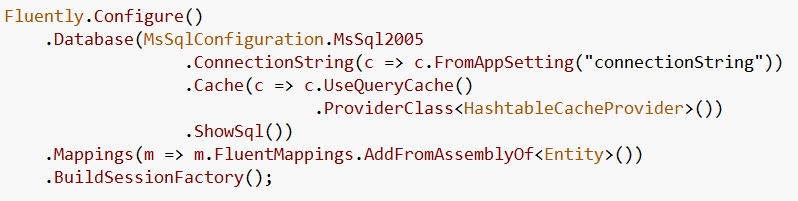 Fluently.Configure()
    .Database(MsSqlConfiguration.MsSql2005
                  .ConnectionString(c => c.FromAppSetting("connectionString"))
                  .Cache(c => c.UseQueryCache()
                               .ProviderClass<HashtableCacheProvider>())
                  .ShowSql())
    .Mappings(m => m.FluentMappings.AddFromAssemblyOf<Entity>())
    .BuildSessionFactory();